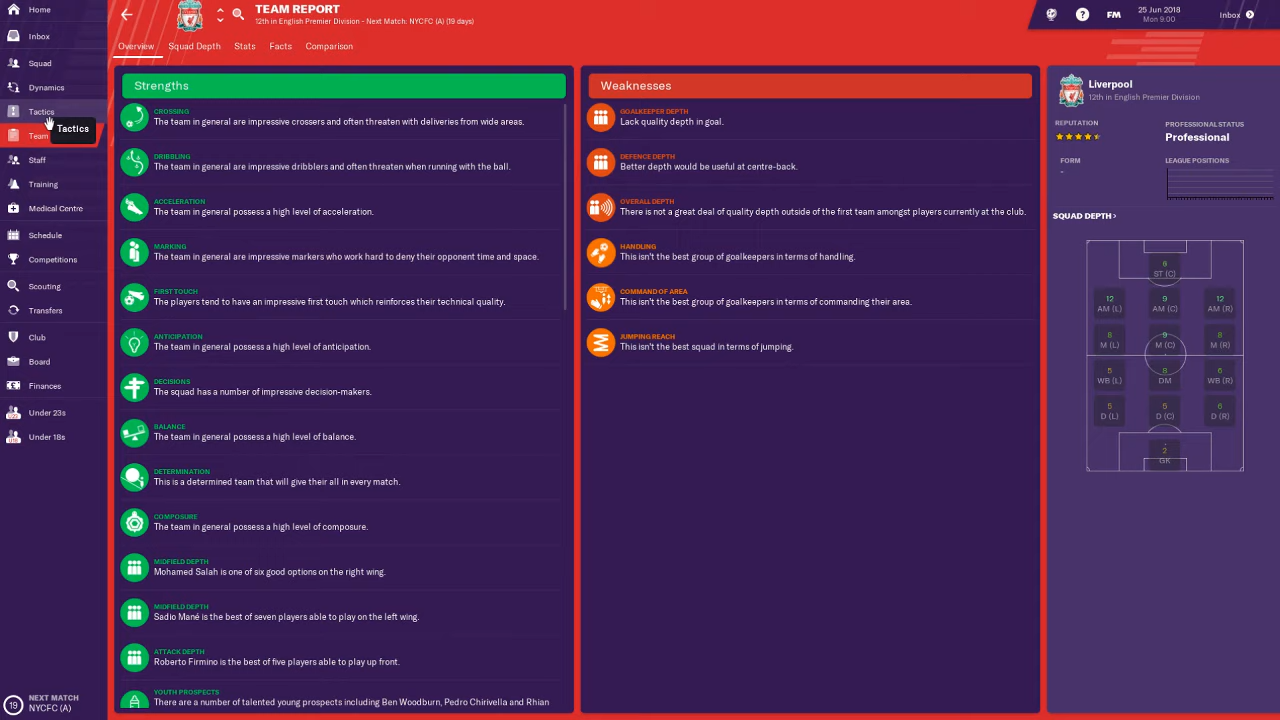 Home
Inbox
Squad
Dynamics
Tactics
Tactics
Team
Staff
Training
Medical Centre
Schedule
Competitions
Scouting
Transfers
Club
Board
Finances
Under 23s
Under 18s
19
NEXT MATCH
NYCFC (A)
TEAM REPORT
12th in English Premier Division - Next Match: NYCFC (A) (19 days)
?
FM
25 Jun 2018
Mon 9:00
Inbox
Overview
Squad Depth
Stats
Facts
Comparison
Strengths
CROSSING
The team in general are impressive crossers and often threaten with deliveries from wide areas.
DRIBBLING
The team in general are impressive dribblers and often threaten when running with the ball.
ACCELERATION
The team in general possess a high level of acceleration.
MARKING
The team in general are impressive markers who work hard to deny their opponent time and space.
FIRST TOUCH
The players tend to have an impressive first touch which reinforces their technical quality.
ANTICIPATION
The team in general possess a high level of anticipation.
DECISIONS
The squad has a number of impressive decision-makers.
BALANCE
The team in general possess a high level of balance.
DETERMINATION
This is a determined team that will give their all in every match.
COMPOSURE
The team in general possess a high level of composure.
MIDFIELD DEPTH
Mohamed Salah is one of six good options on the right wing.
MIDFIELD DEPTH
Sadio Mané is the best of seven players able to play on the left wing.
ATTACK DEPTH
Roberto Firmino is the best of five players able to play up front.
YOUTH PROSPECTS
There are a number of talented young prospects including Ben Woodburn, Pedro Chirivella and Rhian
Weaknesses
GOALKEEPER DEPTH
Lack quality depth in goal.
DEFENCE DEPTH
Better depth would be useful at centre-back.
OVERALL DEPTH
There is not a great deal of quality depth outside of the first team amongst players currently at the club.
HANDLING
This isn't the best group of goalkeepers in terms of handling.
COMMAND OF AREA
This isn't the best group of goalkeepers in terms of commanding their area.
JUMPING REACH
This isn't the best squad in terms of jumping.
Liverpool
12th in English Premier Division
REPUTATION
PROFESSIONAL STATUS
Professional
FORM
-
LEAGUE POSITIONS
SQUAD DEPTH ›
8
ST (C)
12 9 12
AM (L) AM (C) AM (R)
8 9 8
M (L) M (C) M (R)
5 8 6
WB (L) DM WB (R)
5 5 6
D (L) D (C) D (R)
2
GK